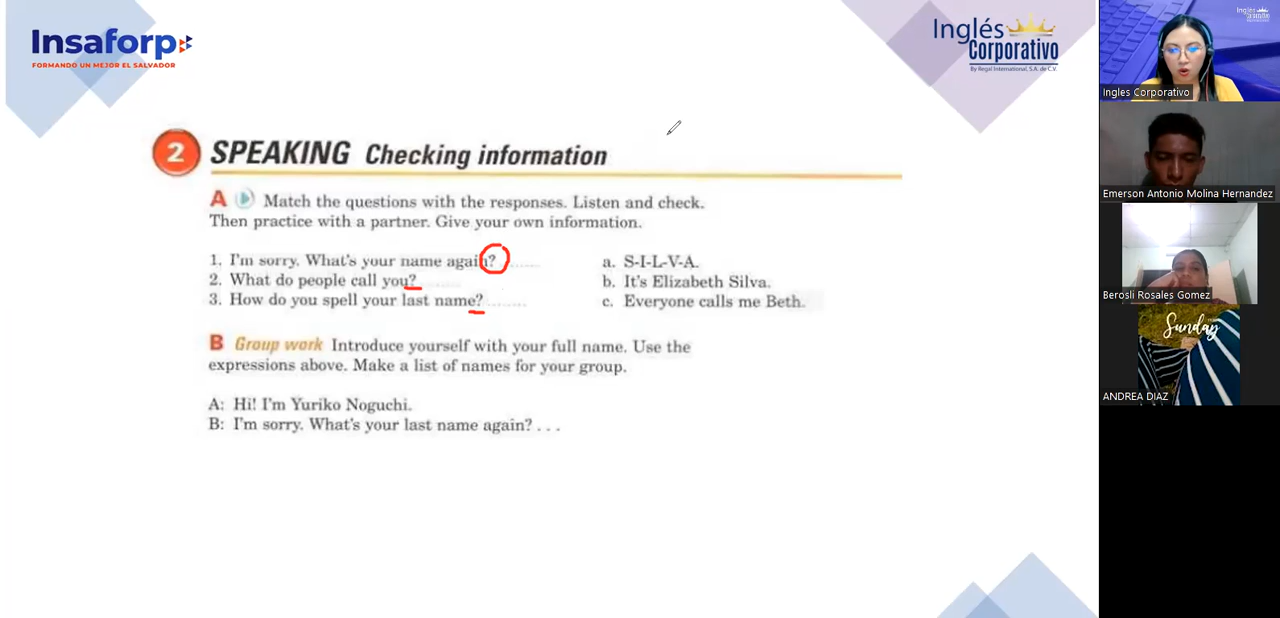 Insaforp
FORMANDO UN MEJOR EL SALVADOR
Inglés
Corporativo
By Regal International, S.A. de C.V.
2 SPEAKING Checking information
A Match the questions with the responses. Listen and check.
Then practice with a partner. Give your own information.
1. I'm sorry. What's your name again? ........
2. What do people call you?
3. How do you spell your last name? ........
a. S-I-L-V-A.
b. It's Elizabeth Silva.
c. Everyone calls me Beth.
B Group work Introduce yourself with your full name. Use the
expressions above. Make a list of names for your group.
A: Hi! I'm Yuriko Noguchi.
B: I'm sorry. What's your last name again? . . .
Inglés
Corporativo
Ingles Corporativo
Emerson Antonio Molina Hernandez
Berosli Rosales Gomez
Sunday
ANDREA DIAZ